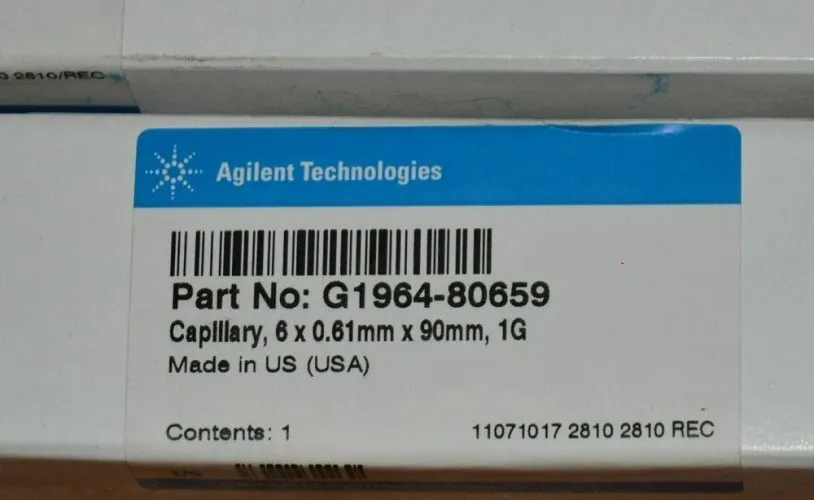 2810/REC
Agilent Technologies
Part No: G1964-80659
Capillary, 6 x 0.61mm x 90mm, 1G
Made in US (USA)
Contents: 1
11071017 2810 2810 REC